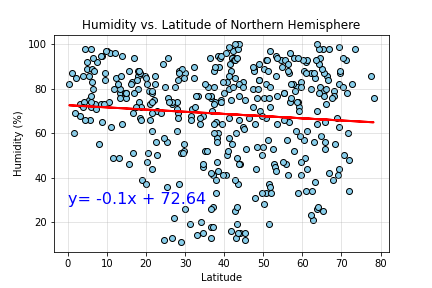 Humidity vs. Latitude of Northern Hemisphere
Humidity (%)
100
80
60
40
20
y= -0.1x + 72.64
0 10 20 30 40 50 60 70 80
Latitude